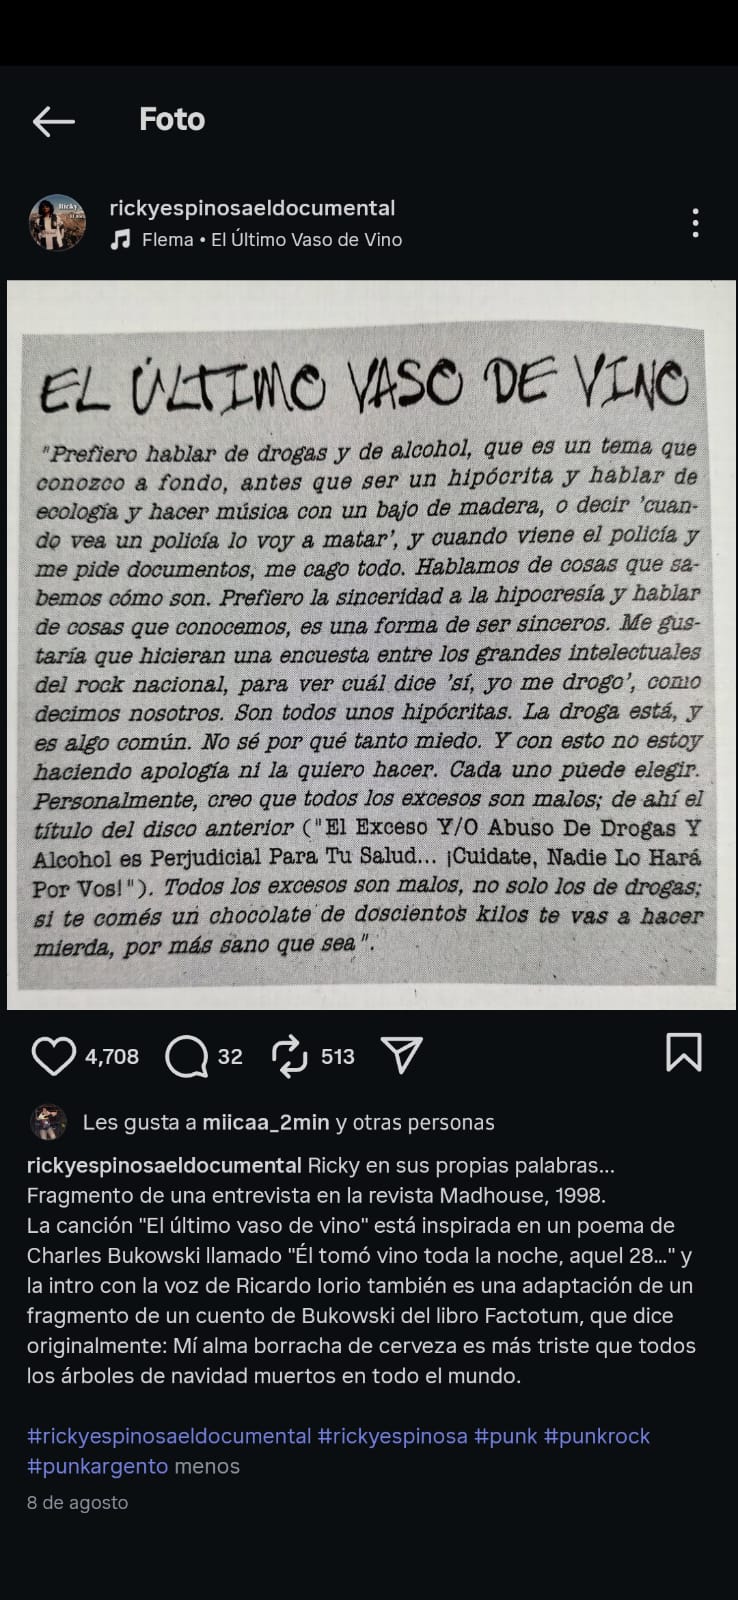 Foto
rickyespinosaeldocumental
Flema • El Último Vaso de Vino
EL ÚLTIMO VASO DE VINO
"Prefiero hablar de drogas y de alcohol, que es un tema que
conozco a fondo, antes que ser un hipócrita y hablar de
ecología y hacer música con un bajo de madera, o decir 'cuan-
do vea un policía lo voy a matar', y cuando viene el policía y
me pide documentos, me cago todo. Hablamos de cosas que sa-
bemos cómo son. Prefiero la sinceridad a la hipocresía y hablar
de cosas que conocemos, es una forma de ser sinceros. Me gus-
taría que hicieran una encuesta entre los grandes intelectuales
del rock nacional, para ver cuál dice 'sí, yo me drogo', como
decimos nosotros. Son todos unos hipócritas. La droga está, y
es algo común. No sé por qué tanto miedo. Y con esto no estoy
haciendo apología ni la quiero hacer. Cada uno puede elegir.
Personalmente, creo que todos los excesos son malos; de ahí el
título del disco anterior ("El Exceso Y/O Abuso De Drogas Y
Alcohol es Perjudicial Para Tu Salud... ¡Cuidate, Nadie Lo Hará
Por Vos!"). Todos los excesos son malos, no solo los de drogas;
si te comés un chocolate de doscientos kilos te vas a hacer
mierda, por más sano que sea".
4,708 32 513
Les gusta a miicaa_2min y otras personas
rickyespinosaeldocumental Ricky en sus propias palabras...
Fragmento de una entrevista en la revista Madhouse, 1998.
La canción "El último vaso de vino" está inspirada en un poema de
Charles Bukowski llamado "Él tomó vino toda la noche, aquel 28..." y
la intro con la voz de Ricardo Iorio también es una adaptación de un
fragmento de un cuento de Bukowski del libro Factotum, que dice
originalmente: Mí alma borracha de cerveza es más triste que todos
los árboles de navidad muertos en todo el mundo.
#rickyespinosaeldocumental #rickyespinosa #punk #punkrock
#punkargento menos
8 de agosto